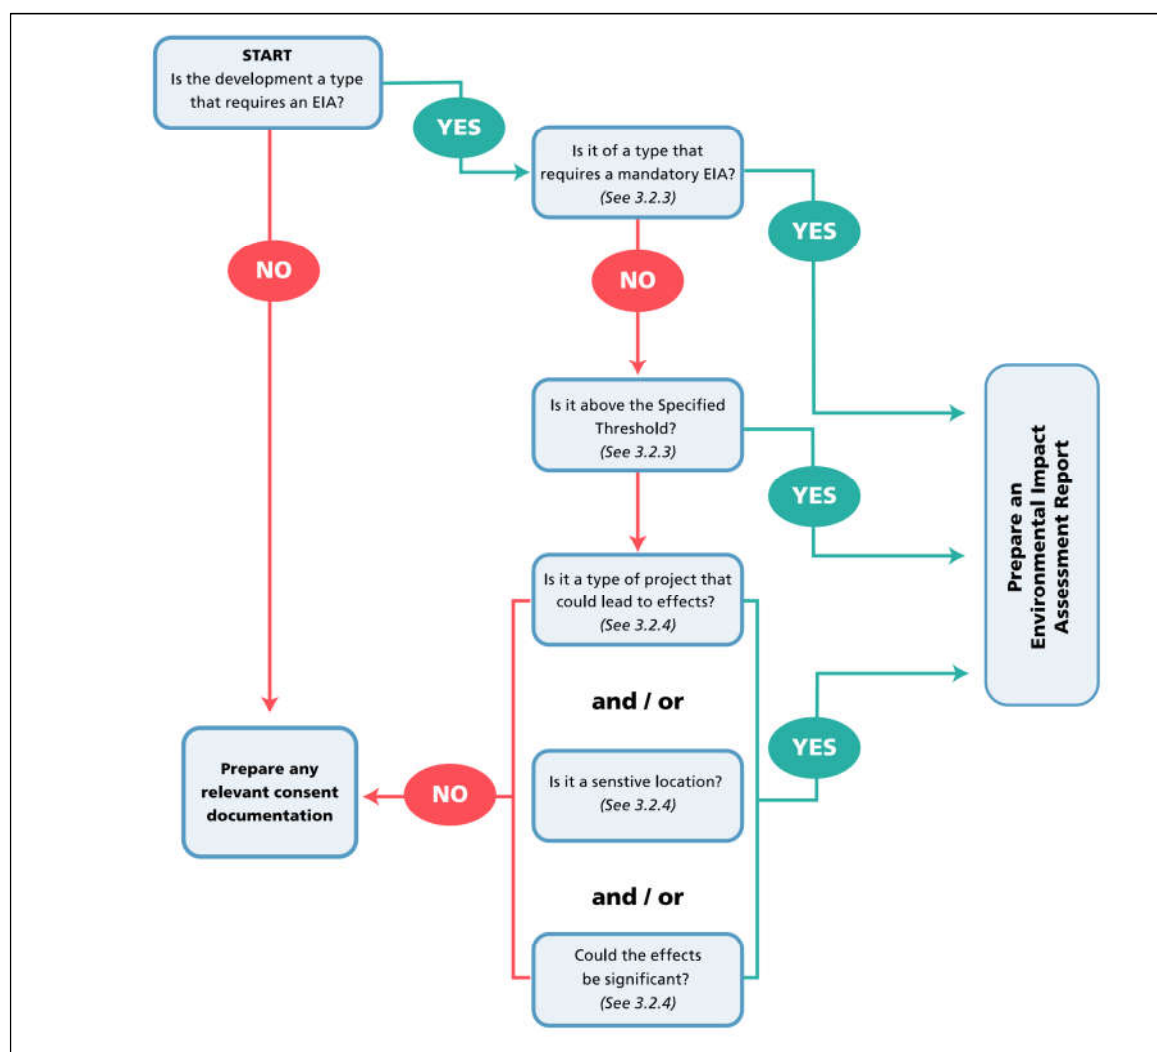 START
Is the development a type
that requires an EIA?
YES
Is it of a type that
requires a mandatory EIA?
(See 3.2.3)
YES
NO
NO
Is it above the Specified
Threshold?
(See 3.2.3)
YES
Prepare an
Environmental Impact
Assessment Report
Is it a type of project that
could lead to effects?
(See 3.2.4)
and / or
YES
Prepare any
relevant consent
documentation
NO
Is it a senstive location?
(See 3.2.4)
and / or
Could the effects
be significant?
(See 3.2.4)